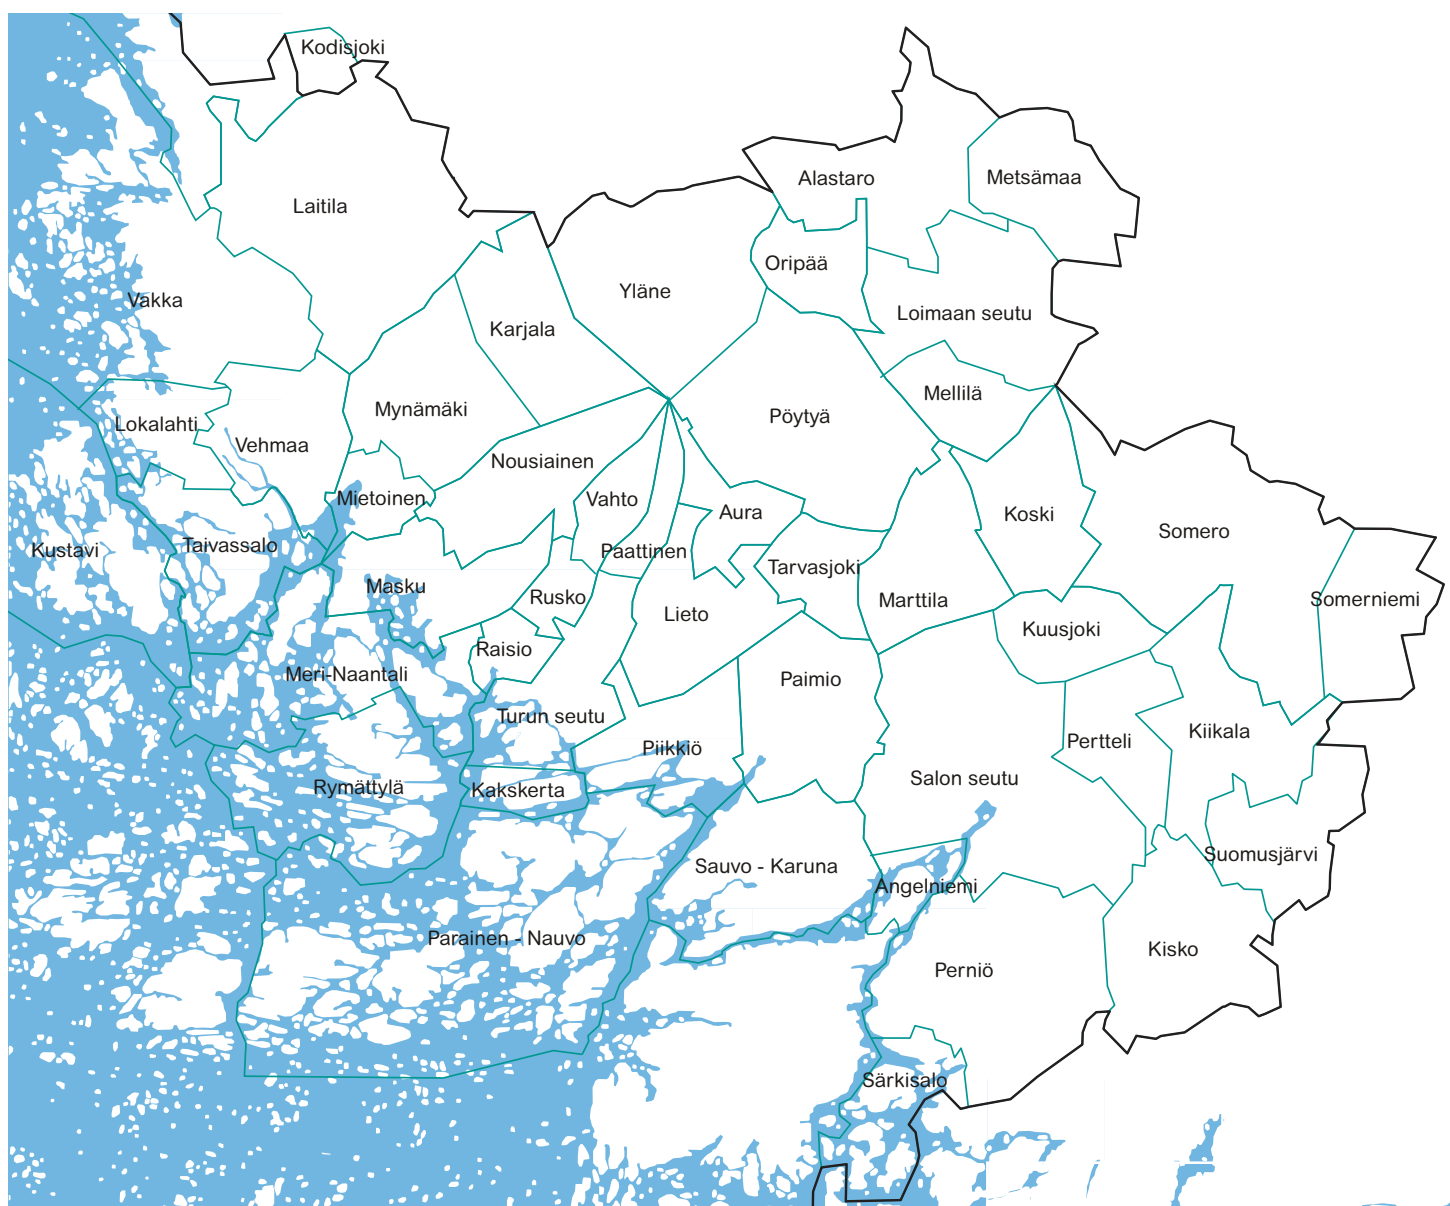 Kodisjoki
Alastaro
Metsämaa
Laitila
Oripää
Yläne
Vakka
Loimaan seutu
Karjala
Mellilä
Mynämäki
Pöytyä
Lokalahti
Vehmaa
Nousiainen
Mietoinen
Vahto
Aura
Koski
Somero
Kustavi
Taivassalo
Paattinen
Tarvasjoki
Masku
Rusko
Marttila
Somerniemi
Lieto
Kuusjoki
Raisio
Meri-Naantali
Paimio
Turun seutu
Kiikala
Piikkiö
Pertteli
Rymättylä
Kakskerta
Salon seutu
Sauvo - Karuna
Suomusjärvi
Angelniemi
Parainen - Nauvo
Kisko
Perniö
Särkisalo